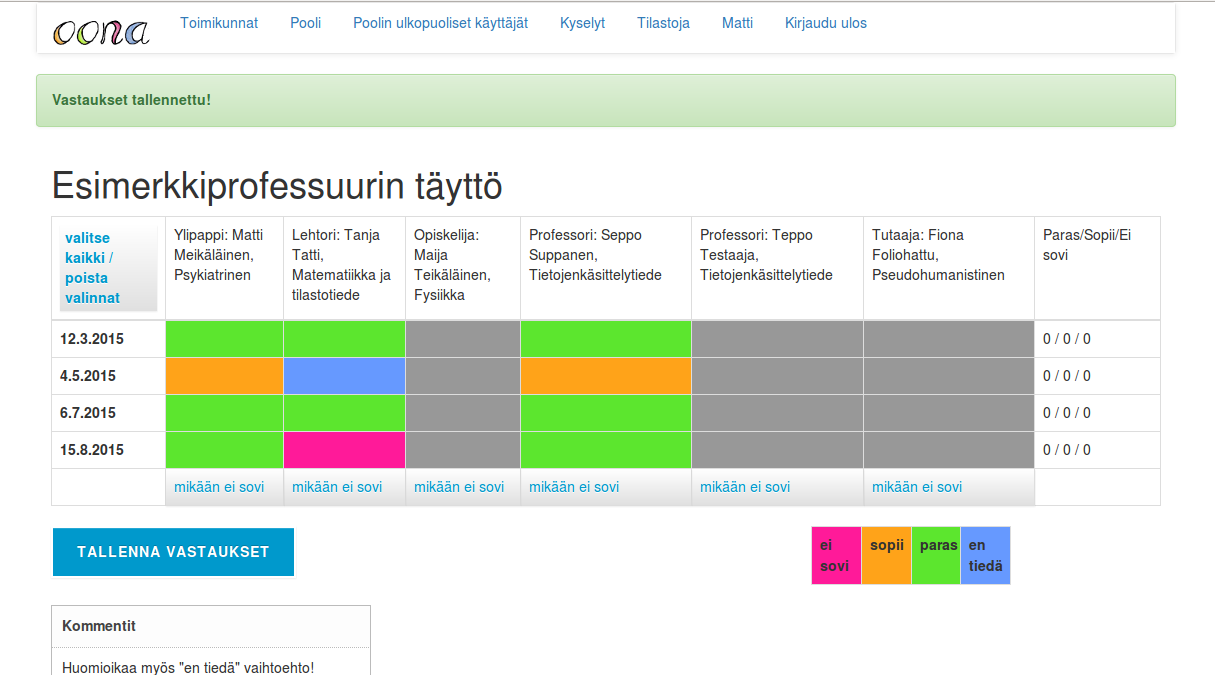 oona Toimikunnat Pooli Poolin ulkopuoliset käyttäjät Kyselyt Tilastoja Matti Kirjaudu ulos
Vastaukset tallennettu!
Esimerkkiprofessuurin täyttö
valitse
kaikki /
poista
valinnat
Ylipappi: Matti
Meikäläinen,
Psykiatrinen
Lehtori: Tanja
Tatti,
Matematiikka ja
tilastotiede
Opiskelija:
Maija
Teikäläinen,
Fysiikka
Professori: Seppo
Suppanen,
Tietojenkäsittelytiede
Professori: Teppo
Testaaja,
Tietojenkäsittelytiede
Tutaaja: Fiona
Foliohattu,
Pseudohumanistinen
Paras/Sopii/Ei
sovi
12.3.2015 0 / 0 / 0
4.5.2015 0 / 0 / 0
6.7.2015 0 / 0 / 0
15.8.2015 0 / 0 / 0
mikään ei sovi mikään ei sovi mikään ei sovi mikään ei sovi mikään ei sovi mikään ei sovi
TALLENNA VASTAUKSET
ei
sovi
sopii
paras
en
tiedä
Kommentit
Huomioikaa myös "en tiedä" vaihtoehto!